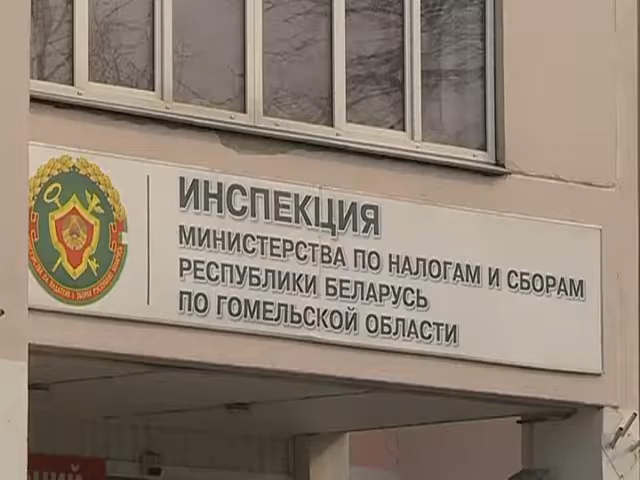 ИНСПЕКЦИЯ
МИНИСТЕРСТВА ПО НАЛОГАМ И СБОРАМ
РЕСПУБЛИКИ БЕЛАРУСЬ
ПО ГОМЕЛЬСКОЙ ОБЛАСТИ